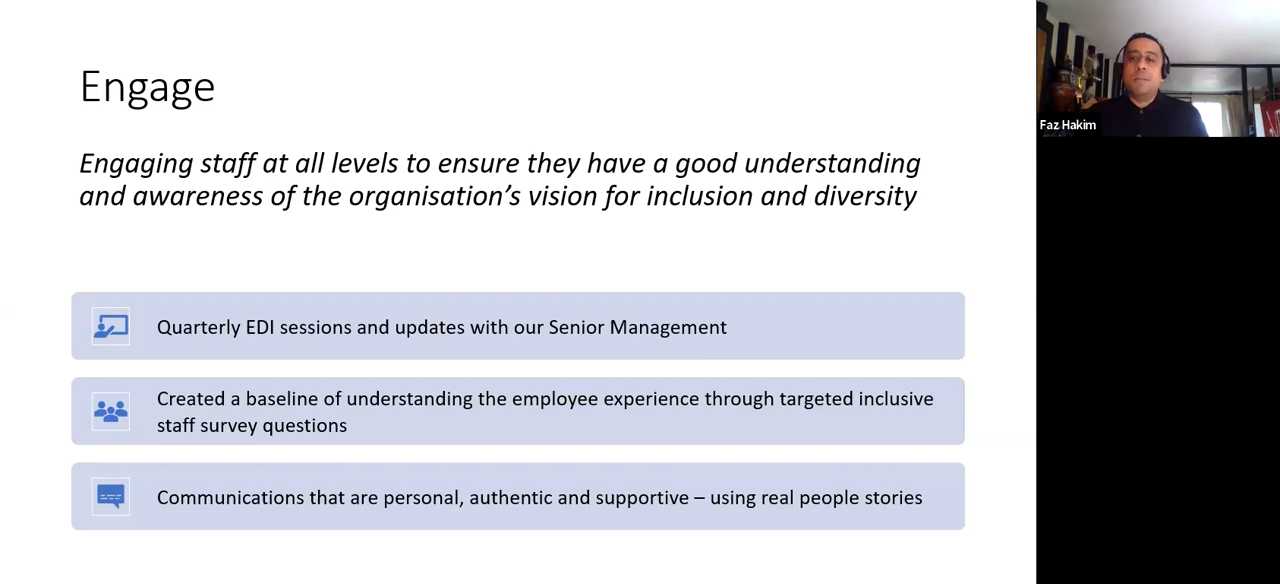 Engage
Engaging staff at all levels to ensure they have a good understanding
and awareness of the organisation’s vision for inclusion and diversity
Quarterly EDI sessions and updates with our Senior Management
Created a baseline of understanding the employee experience through targeted inclusive
staff survey questions
Communications that are personal, authentic and supportive – using real people stories
Faz Hakim